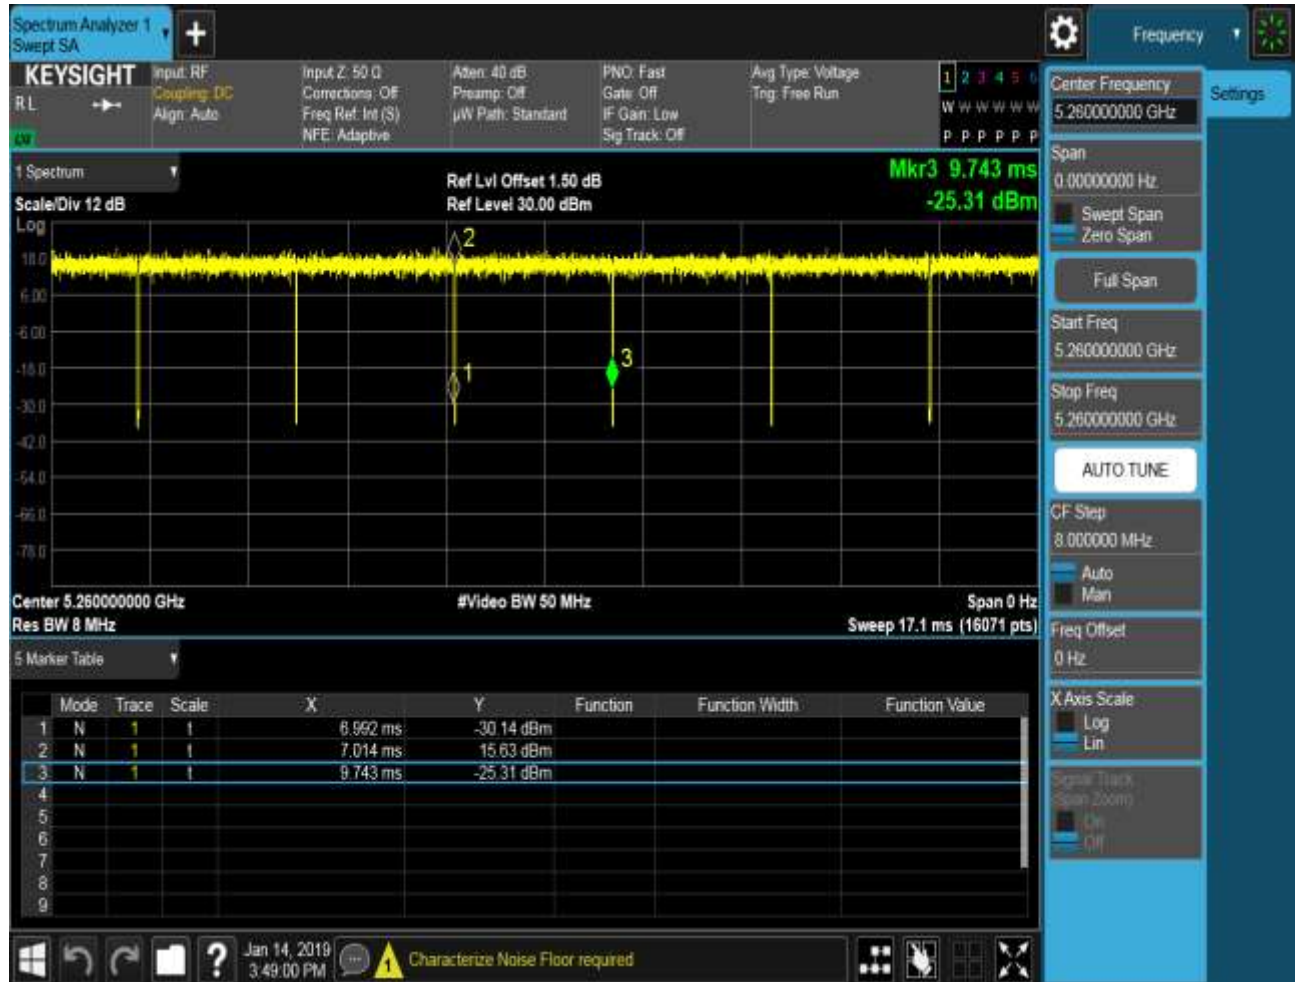 Spectrum Analyzer 1
Swept SA
Frequency
KEYSIGHT
R L
Input: RF
Coupling: DC
Align: Auto
Input Z: 50 Ω
Corrections: Off
Freq Ref: Int (S)
NFE: Adaptive
Atten: 40 dB
Preamp: Off
µW Path: Standard
PNO: Fast
Gate: Off
IF Gain: Low
Sig Track: Off
Avg Type: Voltage
Trig: Free Run
1 2 3 4 5 6
W W W W W W
P P P P P P
1 Spectrum
Scale/Div 12 dB
Log
Ref Lvl Offset 1.50 dB
Ref Level 30.00 dBm
Mkr3 9.743 ms
-25.31 dBm
18.0
6.00
-6.00
-18.0
-30.0
-42.0
-54.0
-66.0
-78.0
2
1
3
Center 5.260000000 GHz
Res BW 8 MHz
#Video BW 50 MHz
Span 0 Hz
Sweep 17.1 ms (16071 pts)
5 Marker Table
Mode Trace Scale X Y Function Function Width Function Value
1 N 1 t 6.992 ms -30.14 dBm
2 N 1 t 7.014 ms 15.63 dBm
3 N 1 t 9.743 ms -25.31 dBm
4
5
6
7
8
9
Jan 14, 2019
3:49:00 PM
Characterize Noise Floor required
Center Frequency
5.260000000 GHz
Settings
Span
0.00000000 Hz
Swept Span
Zero Span
Full Span
Start Freq
5.260000000 GHz
Stop Freq
5.260000000 GHz
AUTO TUNE
CF Step
8.000000 MHz
Auto
Man
Freq Offset
0 Hz
X Axis Scale
Log
Lin
Signal Track
(Span Zoom)
On
Off